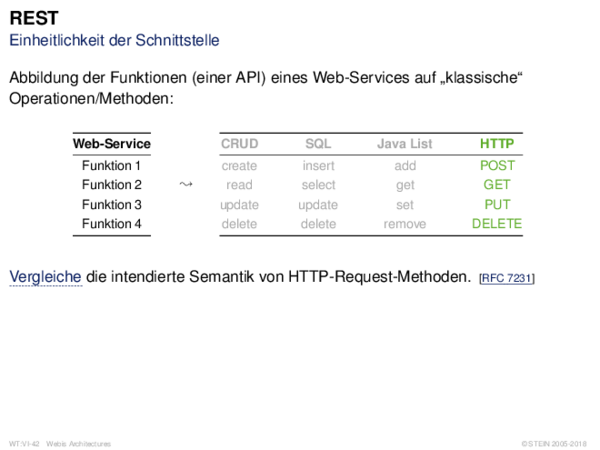 REST
Einheitlichkeit der Schnittstelle
Abbildung der Funktionen (einer API) eines Web-Services auf „klassische“
Operationen/Methoden:
Web-Service CRUD SQL Java List HTTP
Funktion 1 create insert add POST
Funktion 2 ⤳ read select get GET
Funktion 3 update update set PUT
Funktion 4 delete delete remove DELETE
Vergleiche die intendierte Semantik von HTTP-Request-Methoden. [RFC 7231]
WT:VI-42 Webis Architectures © STEIN 2005-2018